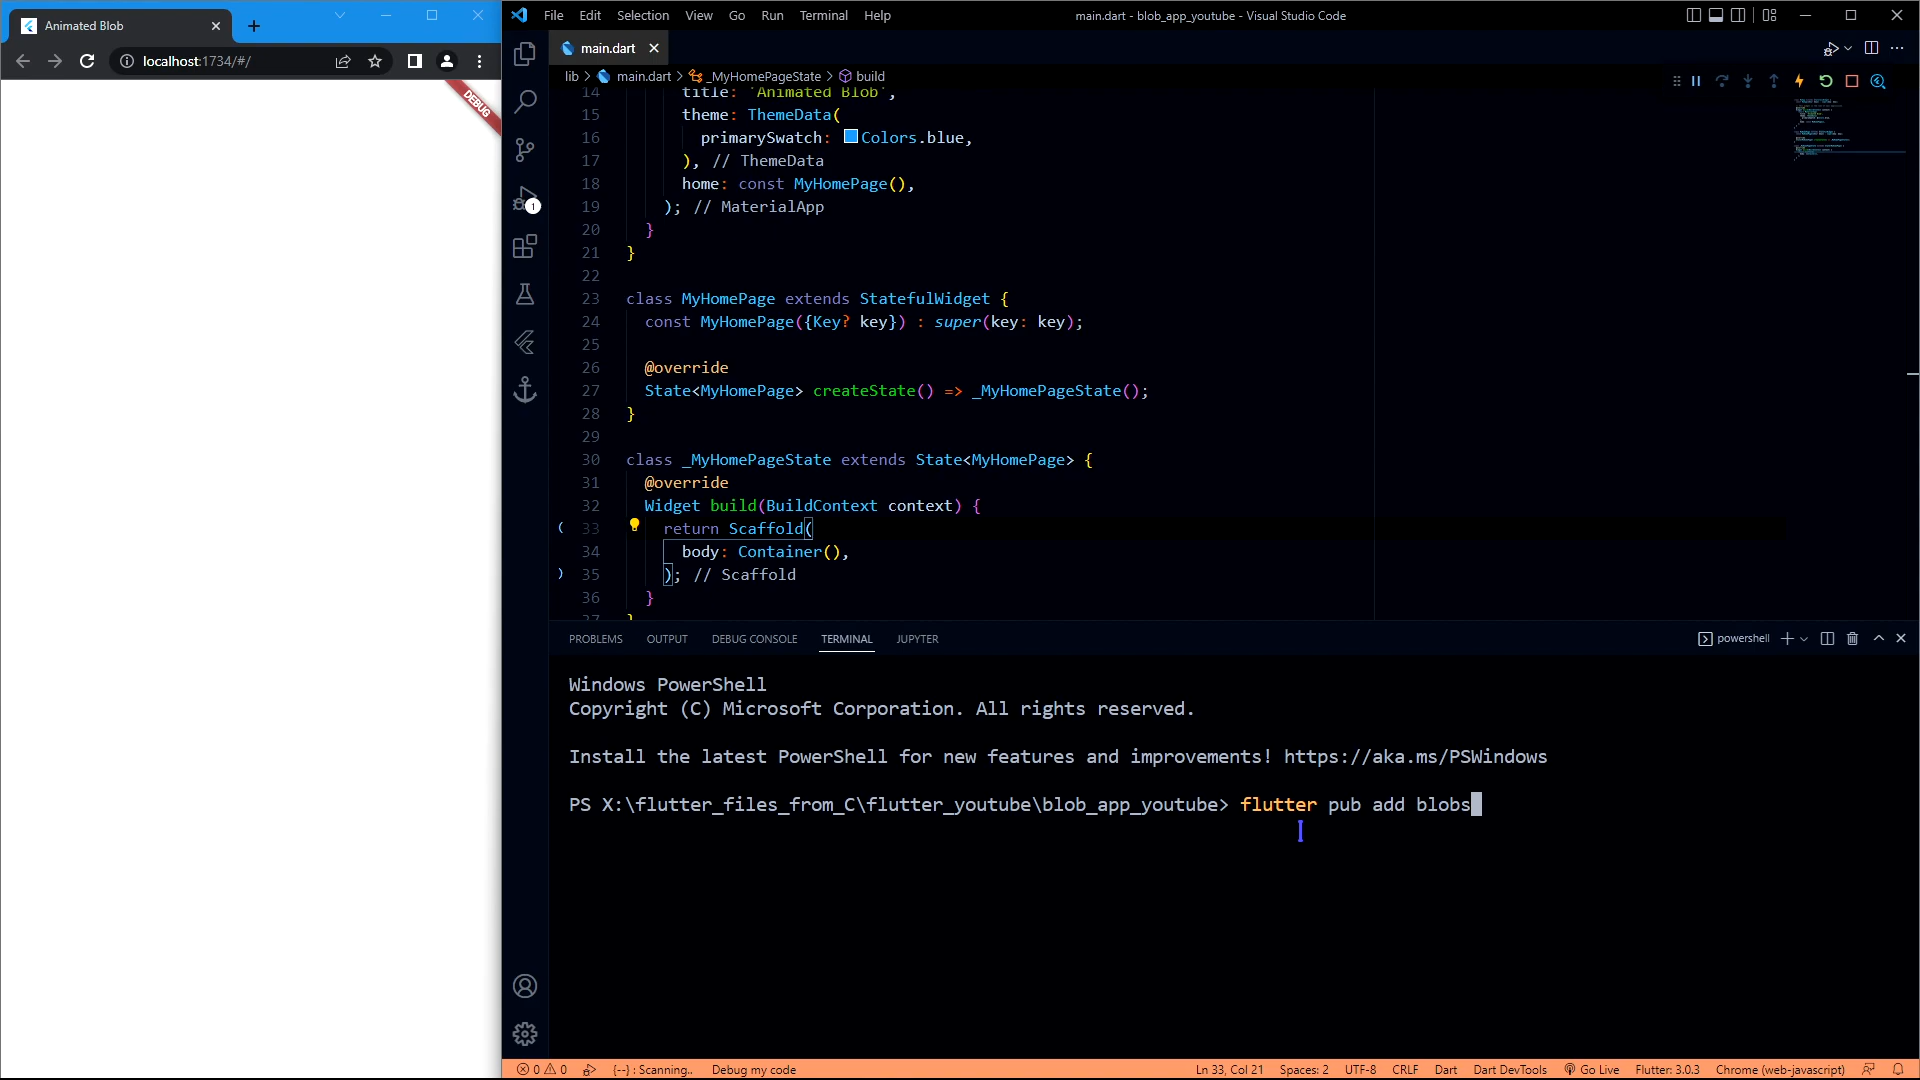 Animated Blob
localhost:1734/#/
DEBUG
File Edit Selection View Go Run Terminal Help
main.dart - blob_app_youtube - Visual Studio Code
main.dart
lib > main.dart > _MyHomePageState > build
14 title: 'Animated Blob',
15 theme: ThemeData(
16 primarySwatch: Colors.blue,
17 ), // ThemeData
18 home: const MyHomePage(),
19 ); // MaterialApp
20 }
21 }
22
23 class MyHomePage extends StatefulWidget {
24 const MyHomePage({Key? key}) : super(key: key);
25
26 @override
27 State<MyHomePage> createState() => _MyHomePageState();
28 }
29
30 class _MyHomePageState extends State<MyHomePage> {
31 @override
32 Widget build(BuildContext context) {
( 33 return Scaffold(
34 body: Container(),
) 35 ); // Scaffold
36 }
37 }
1
PROBLEMS OUTPUT DEBUG CONSOLE TERMINAL JUPYTER
powershell
Windows PowerShell
Copyright (C) Microsoft Corporation. All rights reserved.
Install the latest PowerShell for new features and improvements! https://aka.ms/PSWindows
PS X:\flutter_files_from_C\flutter_youtube\blob_app_youtube> flutter pub add blobs
0 0 {--} : Scanning.. Debug my code Ln 33, Col 21 Spaces: 2 UTF-8 CRLF Dart Dart DevTools Go Live Flutter: 3.0.3 Chrome (web-javascript)